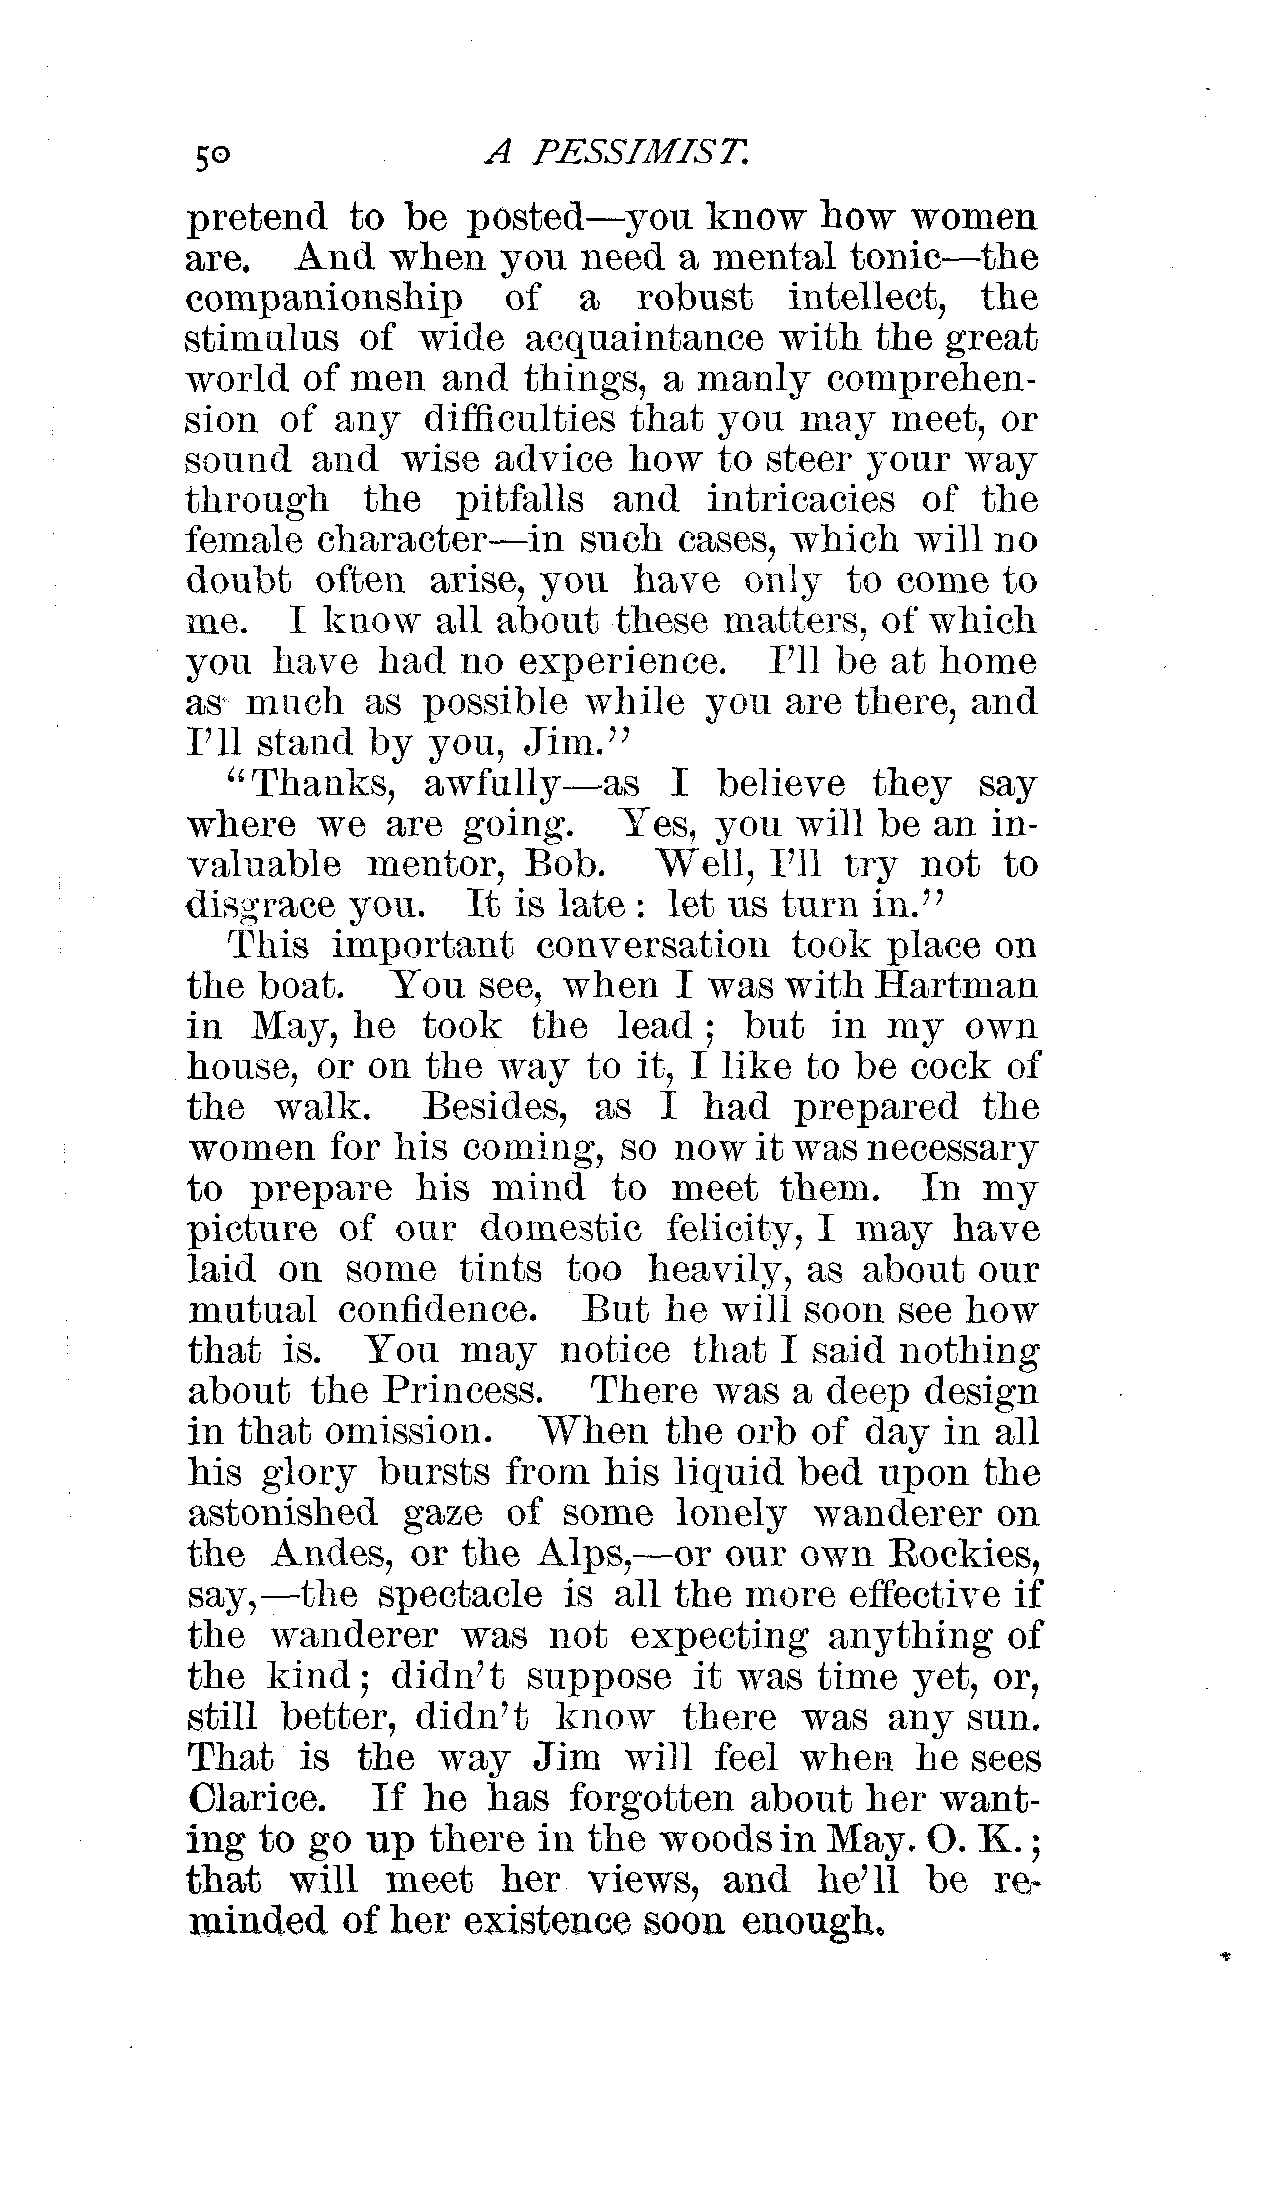 50 A PESSIMIST.
pretend to be posted—you know how women
are. And when you need a mental tonic—the
companionship of a robust intellect, the
stimulus of wide acquaintance with the great
world of men and things, a manly comprehen-
sion of any difficulties that you may meet, or
sound and wise advice how to steer your way
through the pitfalls and intricacies of the
female character—in such cases, which will no
doubt often arise, you have only to come to
me. I know all about these matters, of which
you have had no experience. I'll be at home
as much as possible while you are there, and
I'll stand by you, Jim."
"Thanks, awfully—as I believe they say
where we are going. Yes, you will be an in-
valuable mentor, Bob. Well, I'll try not to
disgrace you. It is late: let us turn in."
This important conversation took place on
the boat. You see, when I was with Hartman
in May, he took the lead; but in my own
house, or on the way to it, I like to be cock of
the walk. Besides, as I had prepared the
women for his coming, so now it was necessary
to prepare his mind to meet them. In my
picture of our domestic felicity, I may have
laid on some tints too heavily, as about our
mutual confidence. But he will soon see how
that is. You may notice that I said nothing
about the Princess. There was a deep design
in that omission. When the orb of day in all
his glory bursts from his liquid bed upon the
astonished gaze of some lonely wanderer on
the Andes, or the Alps,—or our own Rockies,
say,—the spectacle is all the more effective if
the wanderer was not expecting anything of
the kind; didn't suppose it was time yet, or,
still better, didn't know there was any sun.
That is the way Jim will feel when he sees
Clarice. If he has forgotten about her want-
ing to go up there in the woods in May. O. K.;
that will meet her views, and he'll be re-
minded of her existence soon enough.